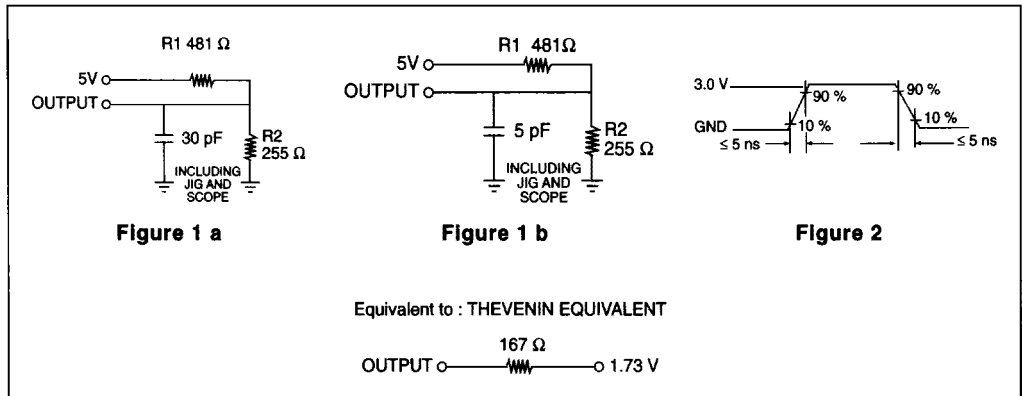 R1 481 Ω
5V
OUTPUT
30 pF
R2
255 Ω
INCLUDING
JIG AND
SCOPE
Figure 1 a
R1 481Ω
5V
OUTPUT
5 pF
R2
255 Ω
INCLUDING
JIG AND
SCOPE
Figure 1 b
3.0 V
90 %
90 %
GND
10 %
10 %
≤ 5 ns
≤ 5 ns
Figure 2
Equivalent to : THEVENIN EQUIVALENT
167 Ω
OUTPUT
1.73 V